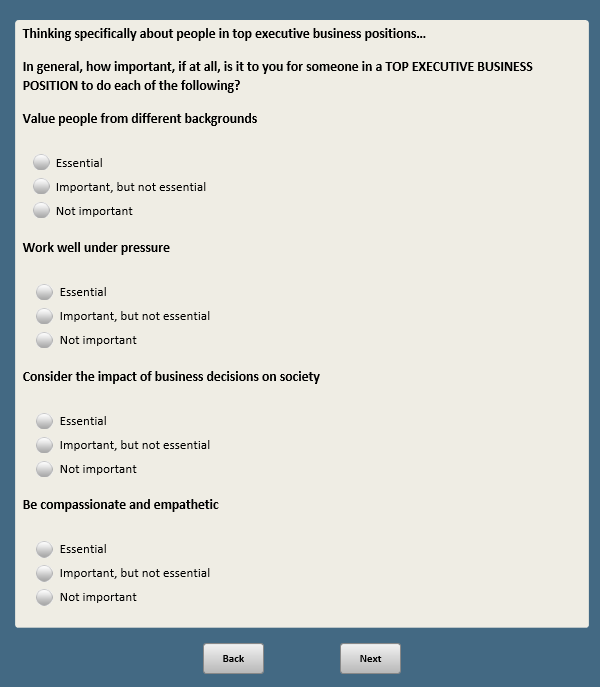 Thinking specifically about people in top executive business positions...
In general, how important, if at all, is it to you for someone in a TOP EXECUTIVE BUSINESS
POSITION to do each of the following?
Value people from different backgrounds
Essential
Important, but not essential
Not important
Work well under pressure
Essential
Important, but not essential
Not important
Consider the impact of business decisions on society
Essential
Important, but not essential
Not important
Be compassionate and empathetic
Essential
Important, but not essential
Not important
Back Next